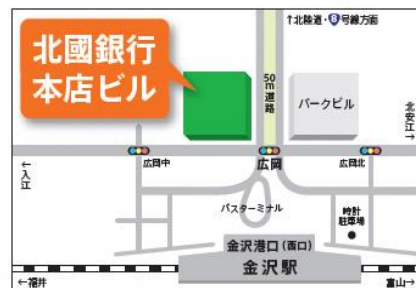 ↑北陸道・8号線方面
北國銀行
本店ビル
50m道路
パークビル
北安江→
←入江
広岡中
広岡
広岡北
バスターミナル
時計
駐車場
金沢港口(西口)
金沢駅
←福井
富山→